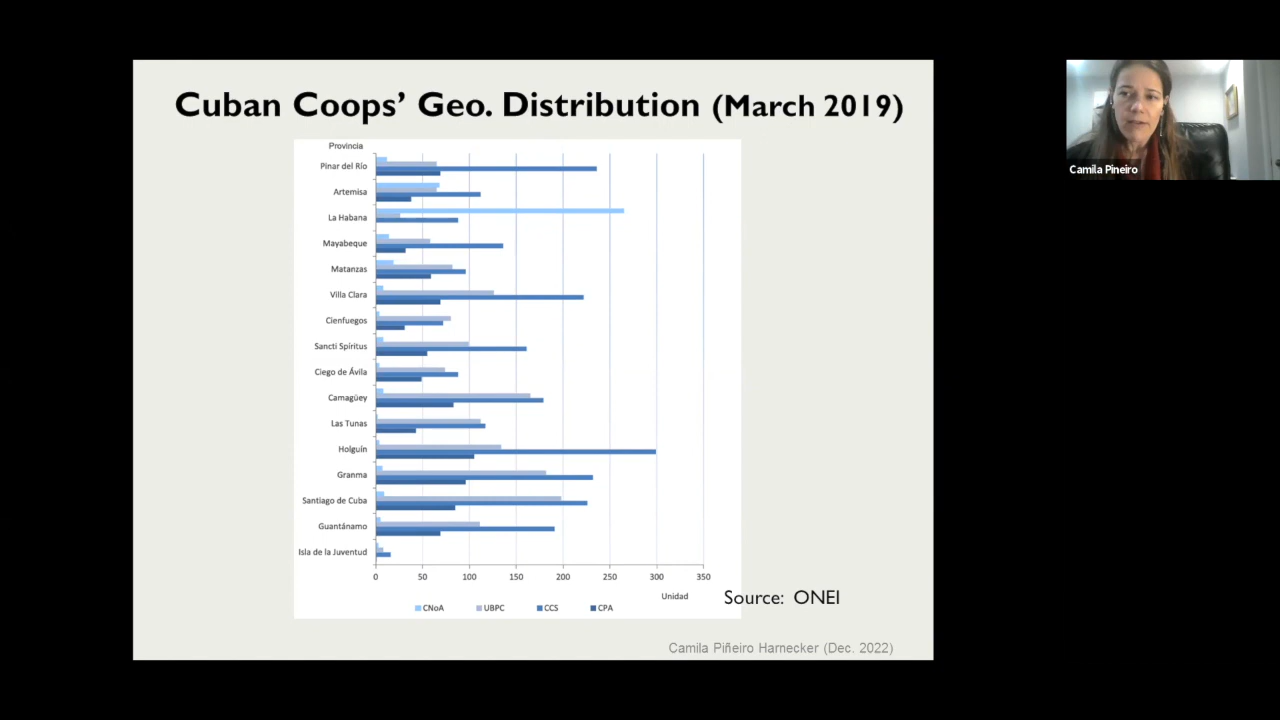 Cuban Coops’ Geo. Distribution (March 2019)
Provincia
Pinar del Río
Artemisa
La Habana
Mayabeque
Matanzas
Villa Clara
Cienfuegos
Sancti Spíritus
Ciego de Ávila
Camagüey
Las Tunas
Holguín
Granma
Santiago de Cuba
Guantánamo
Isla de la Juventud
0 50 100 150 200 250 300 350
Unidad
CNoA UBPC CCS CPA
Source: ONEI
Camila Piñeiro Harnecker (Dec. 2022)
Camila Pineiro